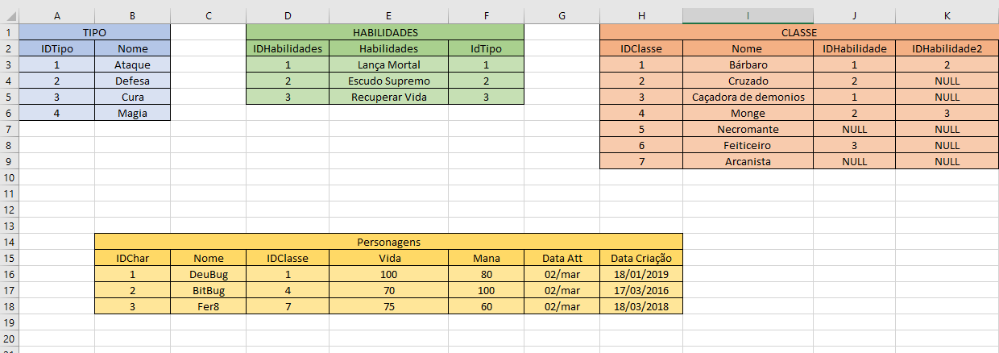 A B C D E F G H I J K
1 TIPO HABILIDADES CLASSE
2 IDTipo Nome IDHabilidades Habilidades IdTipo IDClasse Nome IDHabilidade IDHabilidade2
3 1 Ataque 1 Lança Mortal 1 1 Bárbaro 1 2
4 2 Defesa 2 Escudo Supremo 2 2 Cruzado 2 NULL
5 3 Cura 3 Recuperar Vida 3 3 Caçadora de demonios 1 NULL
6 4 Magia 4 Monge 2 3
7 5 Necromante NULL NULL
8 6 Feiticeiro 3 NULL
9 7 Arcanista NULL NULL
10
11
12
13
14 Personagens
15 IDChar Nome IDClasse Vida Mana Data Att Data Criação
16 1 DeuBug 1 100 80 02/mar 18/01/2019
17 2 BitBug 4 70 100 02/mar 17/03/2016
18 3 Fer8 7 75 60 02/mar 18/03/2018
19
20
21